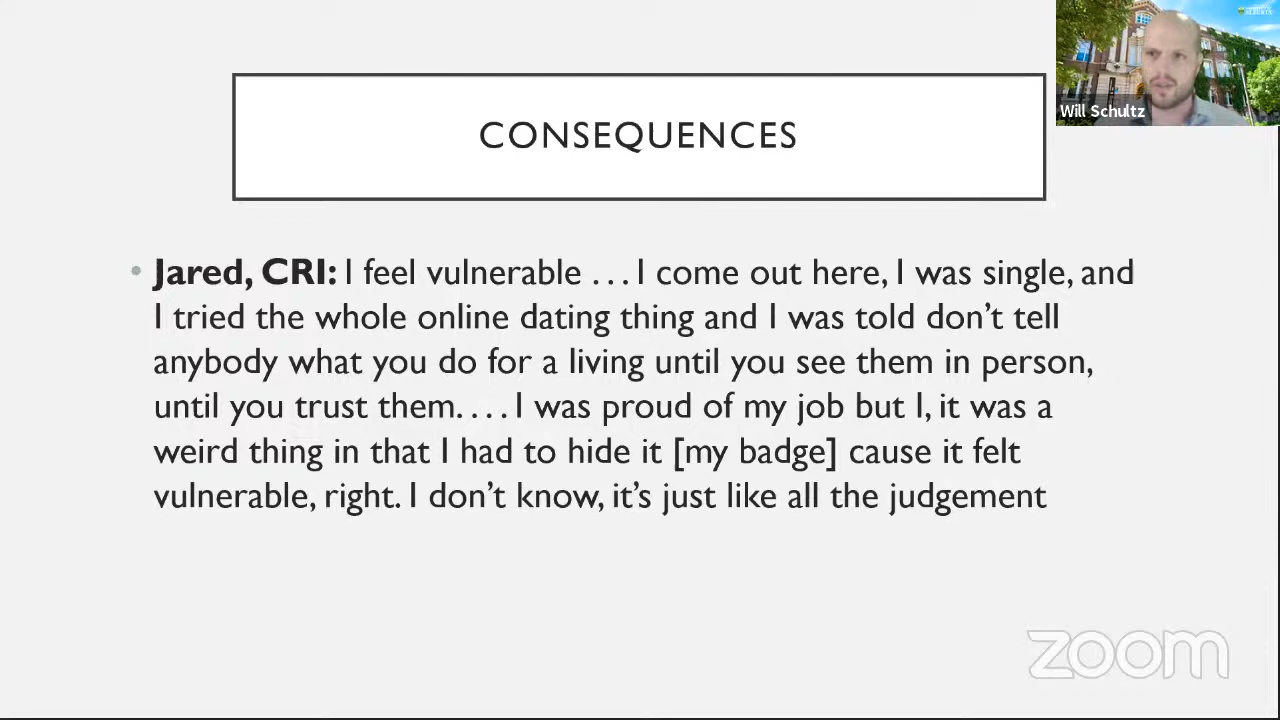 CONSEQUENCES
• Jared, CRI: I feel vulnerable . . . I come out here, I was single, and
I tried the whole online dating thing and I was told don’t tell
anybody what you do for a living until you see them in person,
until you trust them. . . . I was proud of my job but I, it was a
weird thing in that I had to hide it [my badge] cause it felt
vulnerable, right. I don’t know, it’s just like all the judgement
Will Schultz
ALBERTA
zoom